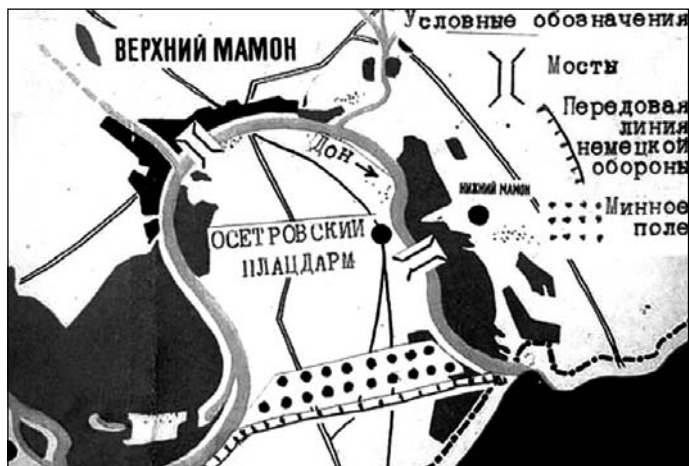 Условные обозначения
ВЕРХНИЙ МАМОН
Мосты
Передовая
линия
немецкой
обороны
Дон
НИЖНИЙ МАМОН
Минное
поле
ОСЕТРОВСКИЙ
ПЛАЦДАРМ